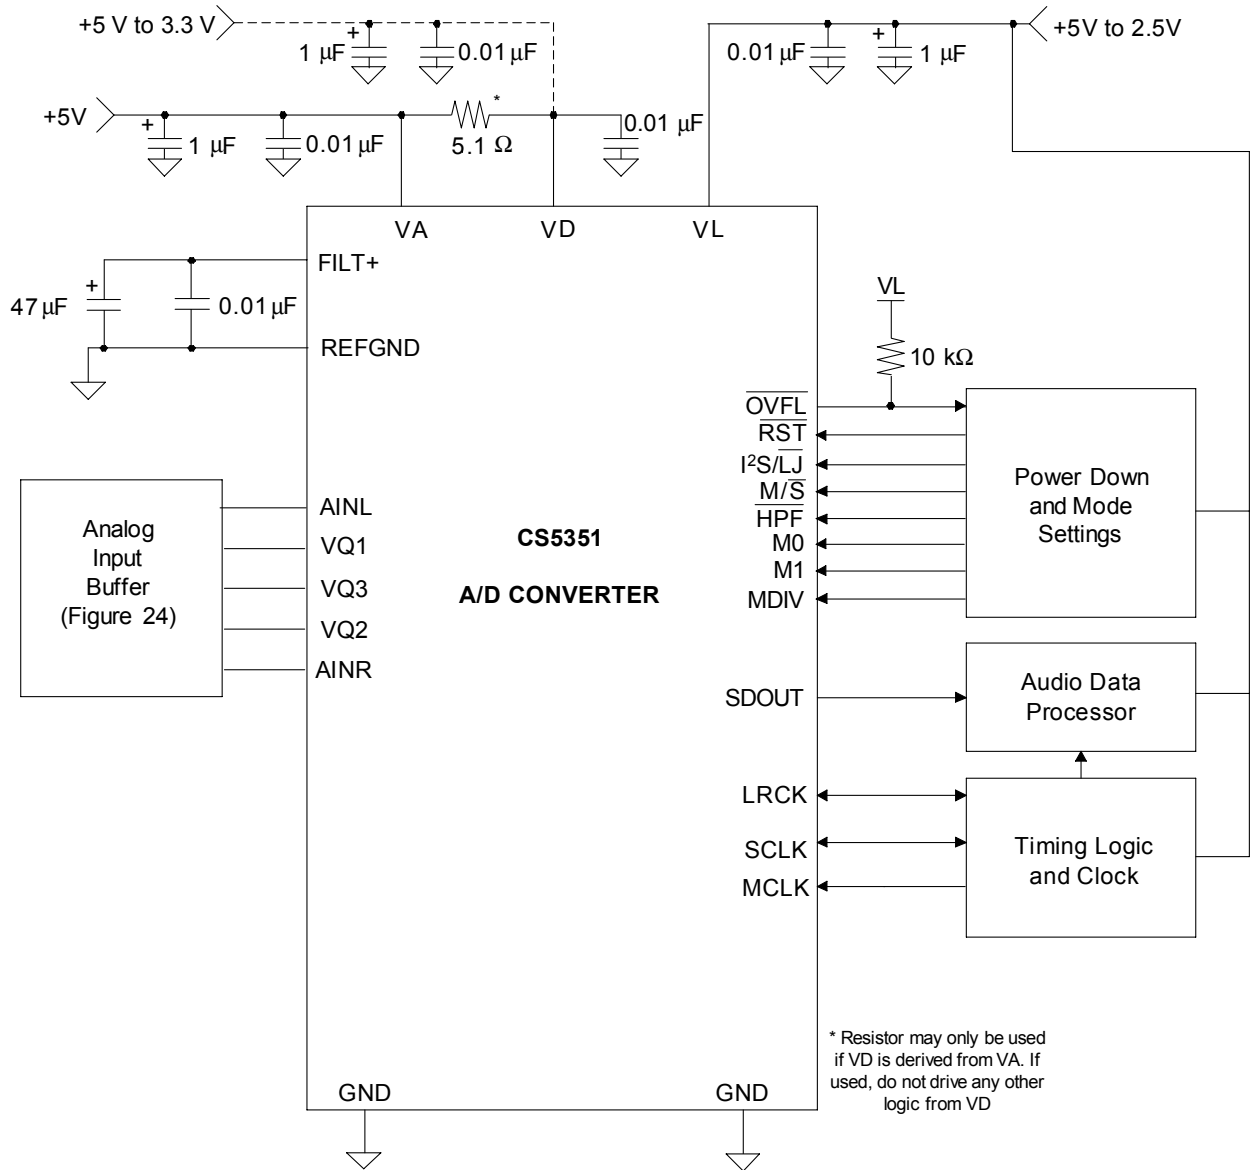 +5 V to 3.3 V
+
1 µF
0.01 µF
0.01 µF
+
1 µF
+5V to 2.5V
+5V
+
1 µF
0.01 µF
*
5.1 Ω
0.01 µF
VA
VD
VL
FILT+
+
47 µF
0.01 µF
REFGND
VL
10 kΩ
OVFL
RST
I²S/LJ
M/S
HPF
M0
M1
MDIV
Power Down
and Mode
Settings
Analog
Input
Buffer
(Figure 24)
AINL
VQ1
VQ3
VQ2
AINR
CS5351
A/D CONVERTER
SDOUT
Audio Data
Processor
LRCK
SCLK
MCLK
Timing Logic
and Clock
* Resistor may only be used
if VD is derived from VA. If
used, do not drive any other
logic from VD
GND
GND